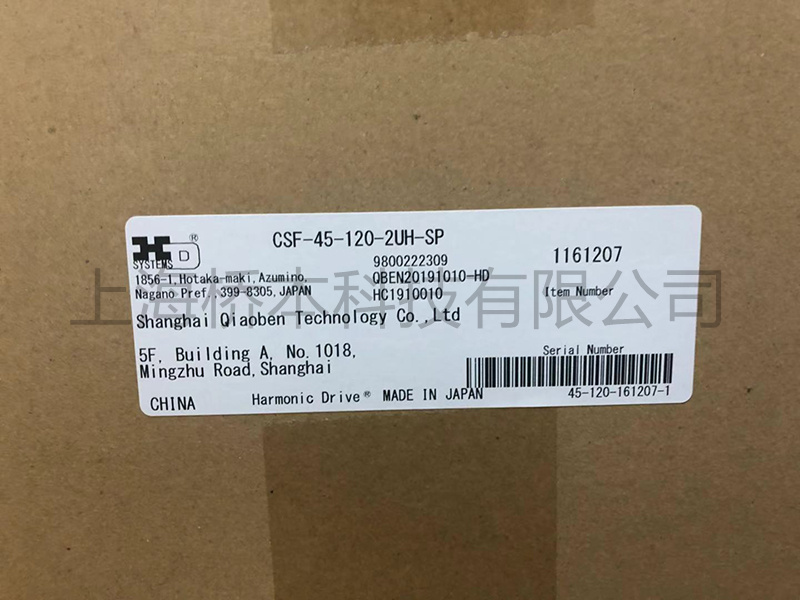 CSF-45-120-2UH-SP
®
D
SYSTEMS
1856-1,Hotaka-maki,Azumino,
Nagano Pref.,399-8305,JAPAN
9800222309
QBEN20191010-HD
HC1910010
1161207
Item Number
上海桥本科技有限公司
Shanghai Qiaoben Technology Co.,Ltd
5F, Building A, No.1018,
Mingzhu Road,Shanghai
Serial Number
45-120-161207-1
CHINA
Harmonic Drive® MADE IN JAPAN